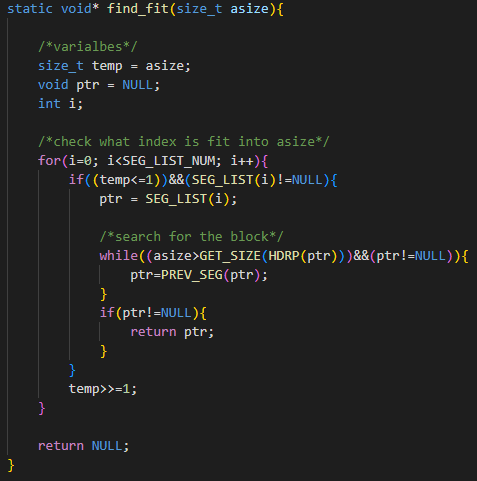 static void* find_fit(size_t asize){
/*varialbes*/
size_t temp = asize;
void ptr = NULL;
int i;
/*check what index is fit into asize*/
for(i=0; i<SEG_LIST_NUM; i++){
if((temp<=1))&&(SEG_LIST(i)!=NULL){
ptr = SEG_LIST(i);
/*search for the block*/
while((asize>GET_SIZE(HDRP(ptr)))&&(ptr!=NULL)){
ptr=PREV_SEG(ptr);
}
if(ptr!=NULL){
return ptr;
}
}
temp>>=1;
}
return NULL;
}